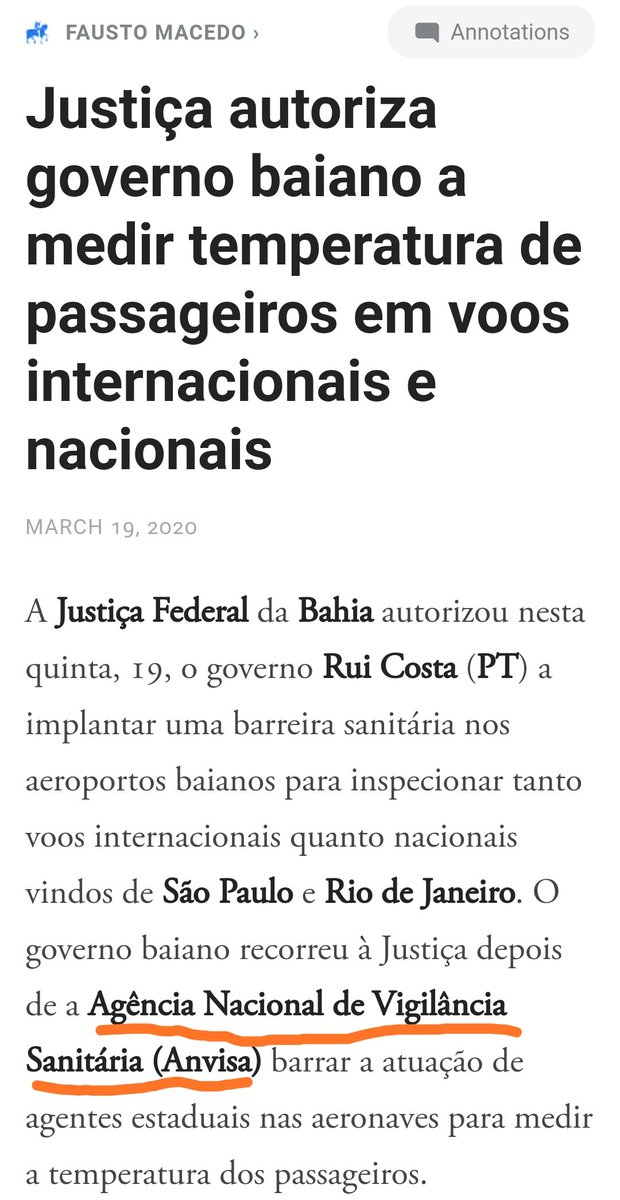 FAUSTO MACEDO ›
Annotations
Justiça autoriza
governo baiano a
medir temperatura de
passageiros em voos
internacionais e
nacionais
MARCH 19, 2020
A Justiça Federal da Bahia autorizou nesta
quinta, 19, o governo Rui Costa (PT) a
implantar uma barreira sanitária nos
aeroportos baianos para inspecionar tanto
voos internacionais quanto nacionais
vindos de São Paulo e Rio de Janeiro. O
governo baiano recorreu à Justiça depois
de a Agência Nacional de Vigilância
Sanitária (Anvisa) barrar a atuação de
agentes estaduais nas aeronaves para medir
a temperatura dos passageiros.